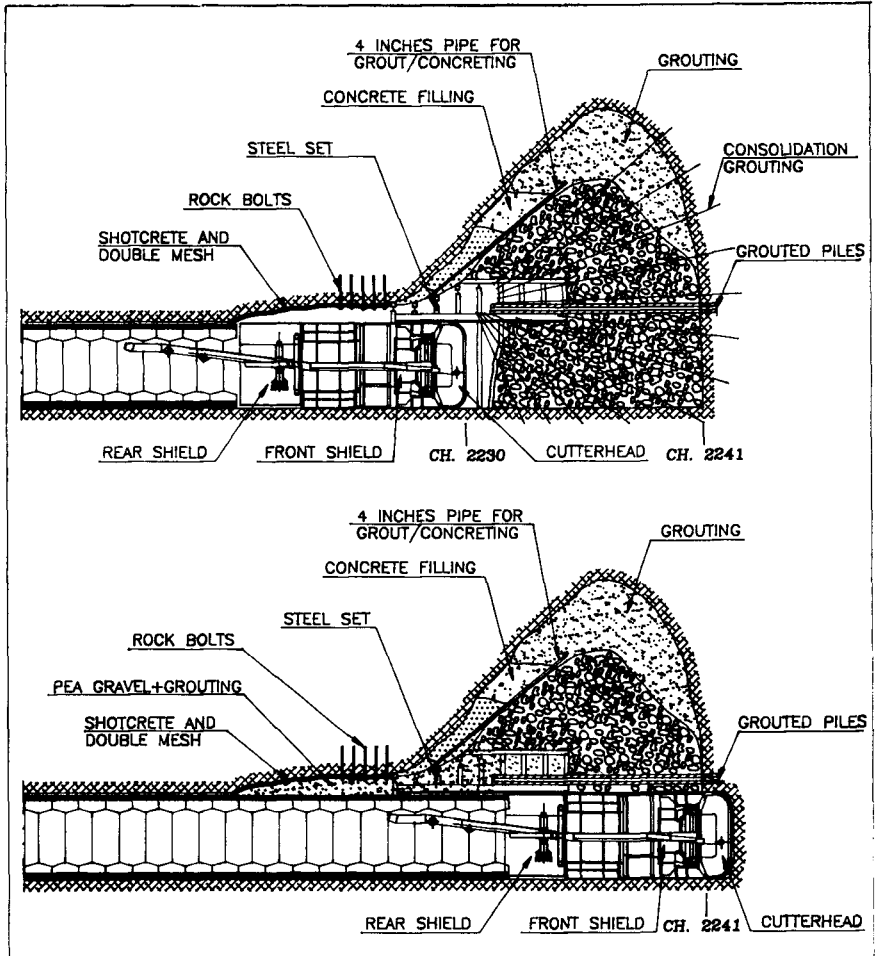 4 INCHES PIPE FOR
GROUT/CONCRETING
GROUTING
CONCRETE FILLING
STEEL SET
CONSOLIDATION
GROUTING
ROCK BOLTS
SHOTCRETE AND
DOUBLE MESH
GROUTED PILES
REAR SHIELD
FRONT SHIELD
CH. 2230
CUTTERHEAD
CH. 2241
4 INCHES PIPE FOR
GROUT/CONCRETING
GROUTING
CONCRETE FILLING
STEEL SET
ROCK BOLTS
PEA GRAVEL+GROUTING
SHOTCRETE AND
DOUBLE MESH
GROUTED PILES
REAR SHIELD
FRONT SHIELD
CH. 2241
CUTTERHEAD